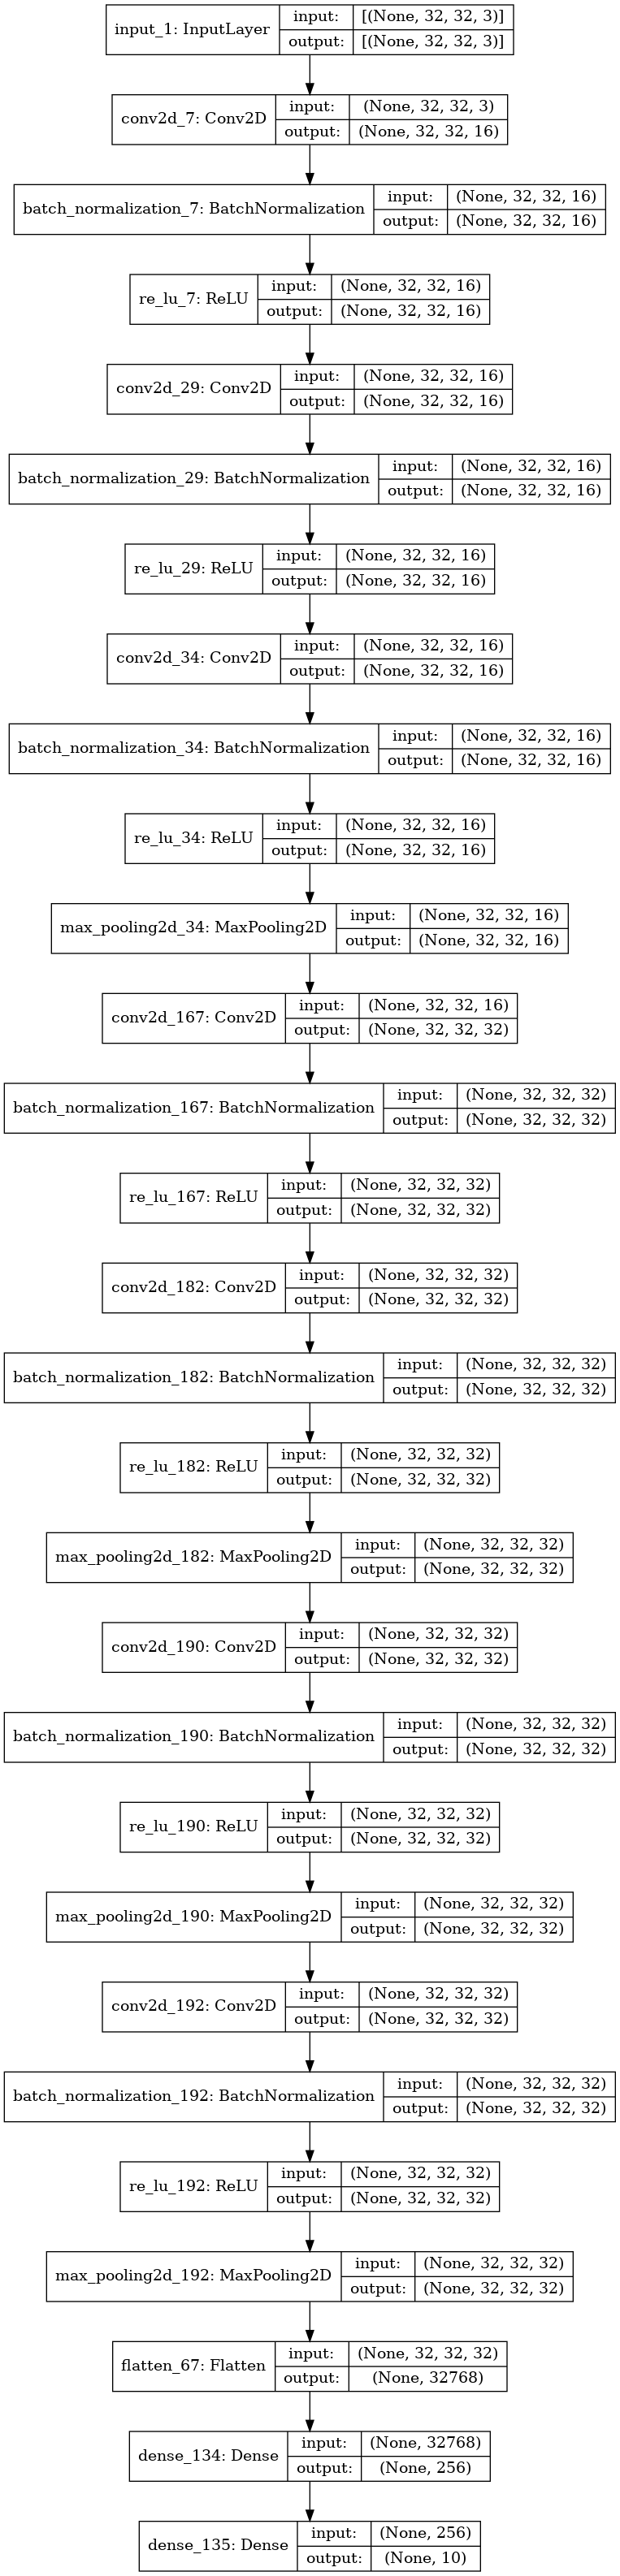 input_1: InputLayer
input: [(None, 32, 32, 3)]
output: [(None, 32, 32, 3)]
conv2d_7: Conv2D
input: (None, 32, 32, 3)
output: (None, 32, 32, 16)
batch_normalization_7: BatchNormalization
input: (None, 32, 32, 16)
output: (None, 32, 32, 16)
re_lu_7: ReLU
input: (None, 32, 32, 16)
output: (None, 32, 32, 16)
conv2d_29: Conv2D
input: (None, 32, 32, 16)
output: (None, 32, 32, 16)
batch_normalization_29: BatchNormalization
input: (None, 32, 32, 16)
output: (None, 32, 32, 16)
re_lu_29: ReLU
input: (None, 32, 32, 16)
output: (None, 32, 32, 16)
conv2d_34: Conv2D
input: (None, 32, 32, 16)
output: (None, 32, 32, 16)
batch_normalization_34: BatchNormalization
input: (None, 32, 32, 16)
output: (None, 32, 32, 16)
re_lu_34: ReLU
input: (None, 32, 32, 16)
output: (None, 32, 32, 16)
max_pooling2d_34: MaxPooling2D
input: (None, 32, 32, 16)
output: (None, 32, 32, 16)
conv2d_167: Conv2D
input: (None, 32, 32, 16)
output: (None, 32, 32, 32)
batch_normalization_167: BatchNormalization
input: (None, 32, 32, 32)
output: (None, 32, 32, 32)
re_lu_167: ReLU
input: (None, 32, 32, 32)
output: (None, 32, 32, 32)
conv2d_182: Conv2D
input: (None, 32, 32, 32)
output: (None, 32, 32, 32)
batch_normalization_182: BatchNormalization
input: (None, 32, 32, 32)
output: (None, 32, 32, 32)
re_lu_182: ReLU
input: (None, 32, 32, 32)
output: (None, 32, 32, 32)
max_pooling2d_182: MaxPooling2D
input: (None, 32, 32, 32)
output: (None, 32, 32, 32)
conv2d_190: Conv2D
input: (None, 32, 32, 32)
output: (None, 32, 32, 32)
batch_normalization_190: BatchNormalization
input: (None, 32, 32, 32)
output: (None, 32, 32, 32)
re_lu_190: ReLU
input: (None, 32, 32, 32)
output: (None, 32, 32, 32)
max_pooling2d_190: MaxPooling2D
input: (None, 32, 32, 32)
output: (None, 32, 32, 32)
conv2d_192: Conv2D
input: (None, 32, 32, 32)
output: (None, 32, 32, 32)
batch_normalization_192: BatchNormalization
input: (None, 32, 32, 32)
output: (None, 32, 32, 32)
re_lu_192: ReLU
input: (None, 32, 32, 32)
output: (None, 32, 32, 32)
max_pooling2d_192: MaxPooling2D
input: (None, 32, 32, 32)
output: (None, 32, 32, 32)
flatten_67: Flatten
input: (None, 32, 32, 32)
output: (None, 32768)
dense_134: Dense
input: (None, 32768)
output: (None, 256)
dense_135: Dense
input: (None, 256)
output: (None, 10)